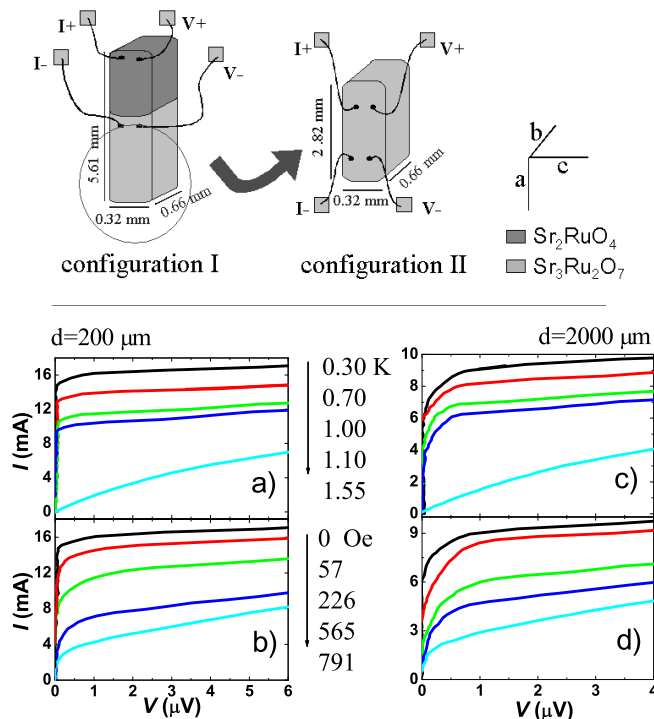 I+
V+
I−
V−
5.61 mm
0.32 mm
0.66 mm
configuration I
I+
V+
2.82 mm
0.66 mm
0.32 mm
I−
V−
configuration II
b
c
a
Sr₂RuO₄
Sr₃Ru₂O₇
d=200 μm
d=2000 μm
16
12
8
4
0
I (mA)
a)
0.30 K
0.70
1.00
1.10
1.55
10
8
6
4
2
0
c)
16
12
8
4
0
I (mA)
b)
0 1 2 3 4 5 6
V (μV)
0 Oe
57
226
565
791
9
6
3
0
d)
0 1 2 3 4
V (μV)